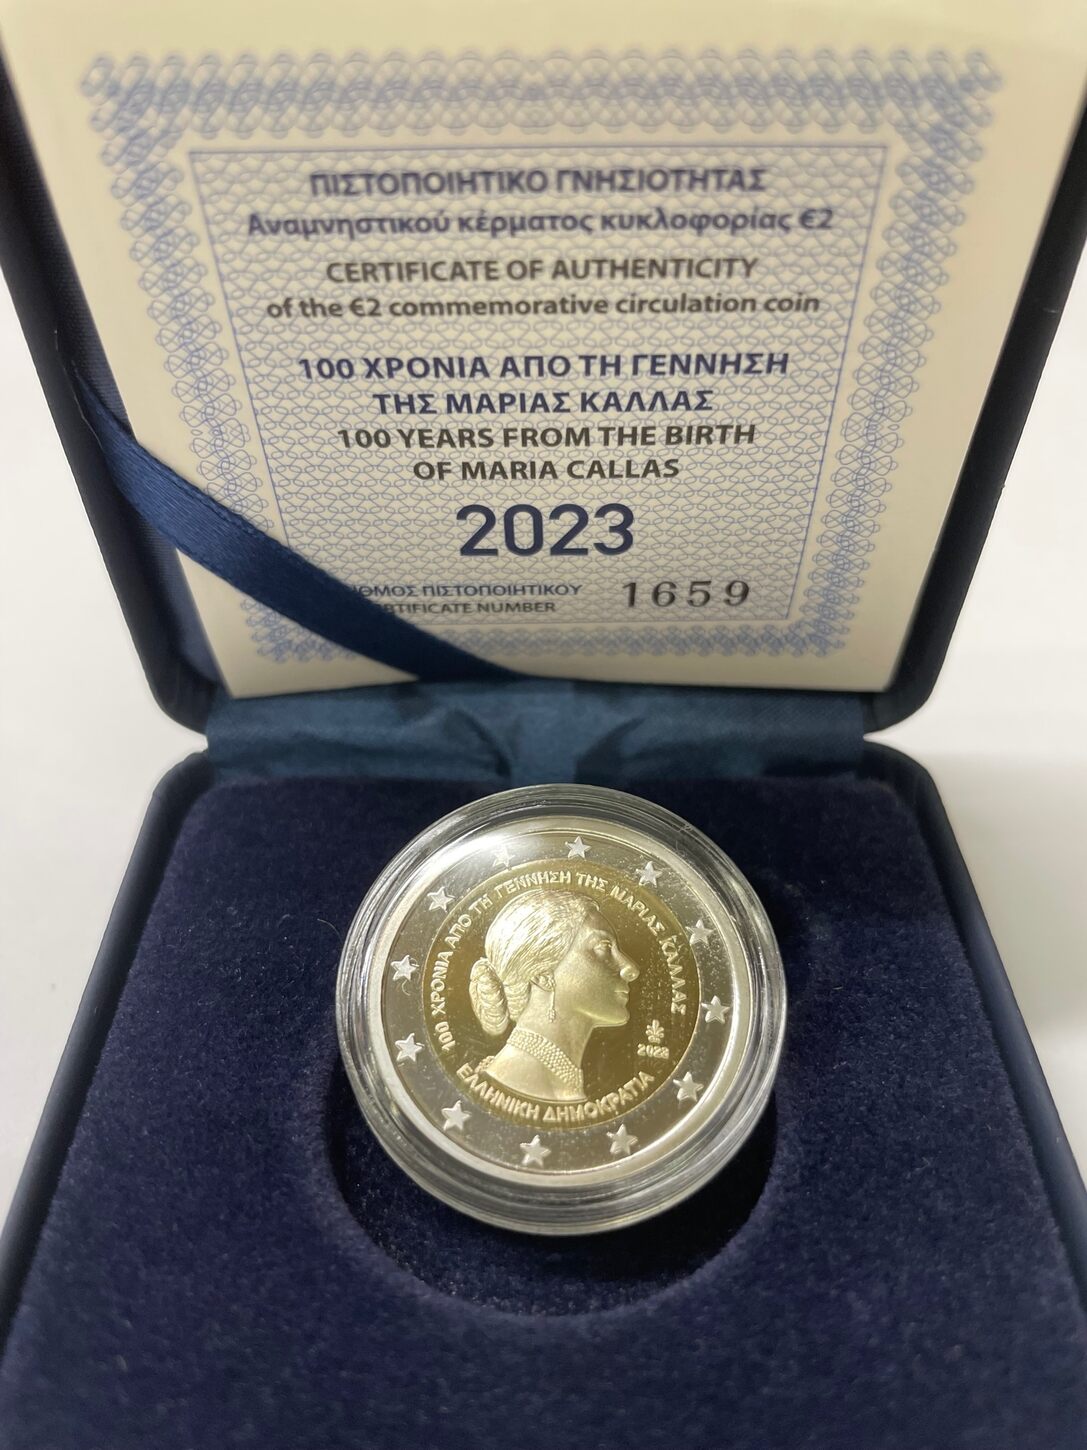 ΠΙΣΤΟΠΟΙΗΤΙΚΟ ΓΝΗΣΙΟΤΗΤΑΣ
Αναμνηστικού κέρματος κυκλοφορίας €2
CERTIFICATE OF AUTHENTICITY
of the €2 commemorative circulation coin
100 ΧΡΟΝΙΑ ΑΠΟ ΤΗ ΓΕΝΝΗΣΗ
ΤΗΣ ΜΑΡΙΑΣ ΚΑΛΛΑΣ
100 YEARS FROM THE BIRTH
OF MARIA CALLAS
2023
ΘΜΟΣ ΠΙΣΤΟΠΟΙΗΤΙΚΟΥ 1659
RTIFICATE NUMBER
100 ΧΡΟΝΙΑ ΑΠΟ ΤΗ ΓΕΝΝΗΣΗ ΤΗΣ ΜΑΡΙΑΣ ΚΑΛΛΑΣ
2023
ΕΛΛΗΝΙΚΗ ΔΗΜΟΚΡΑΤΙΑ